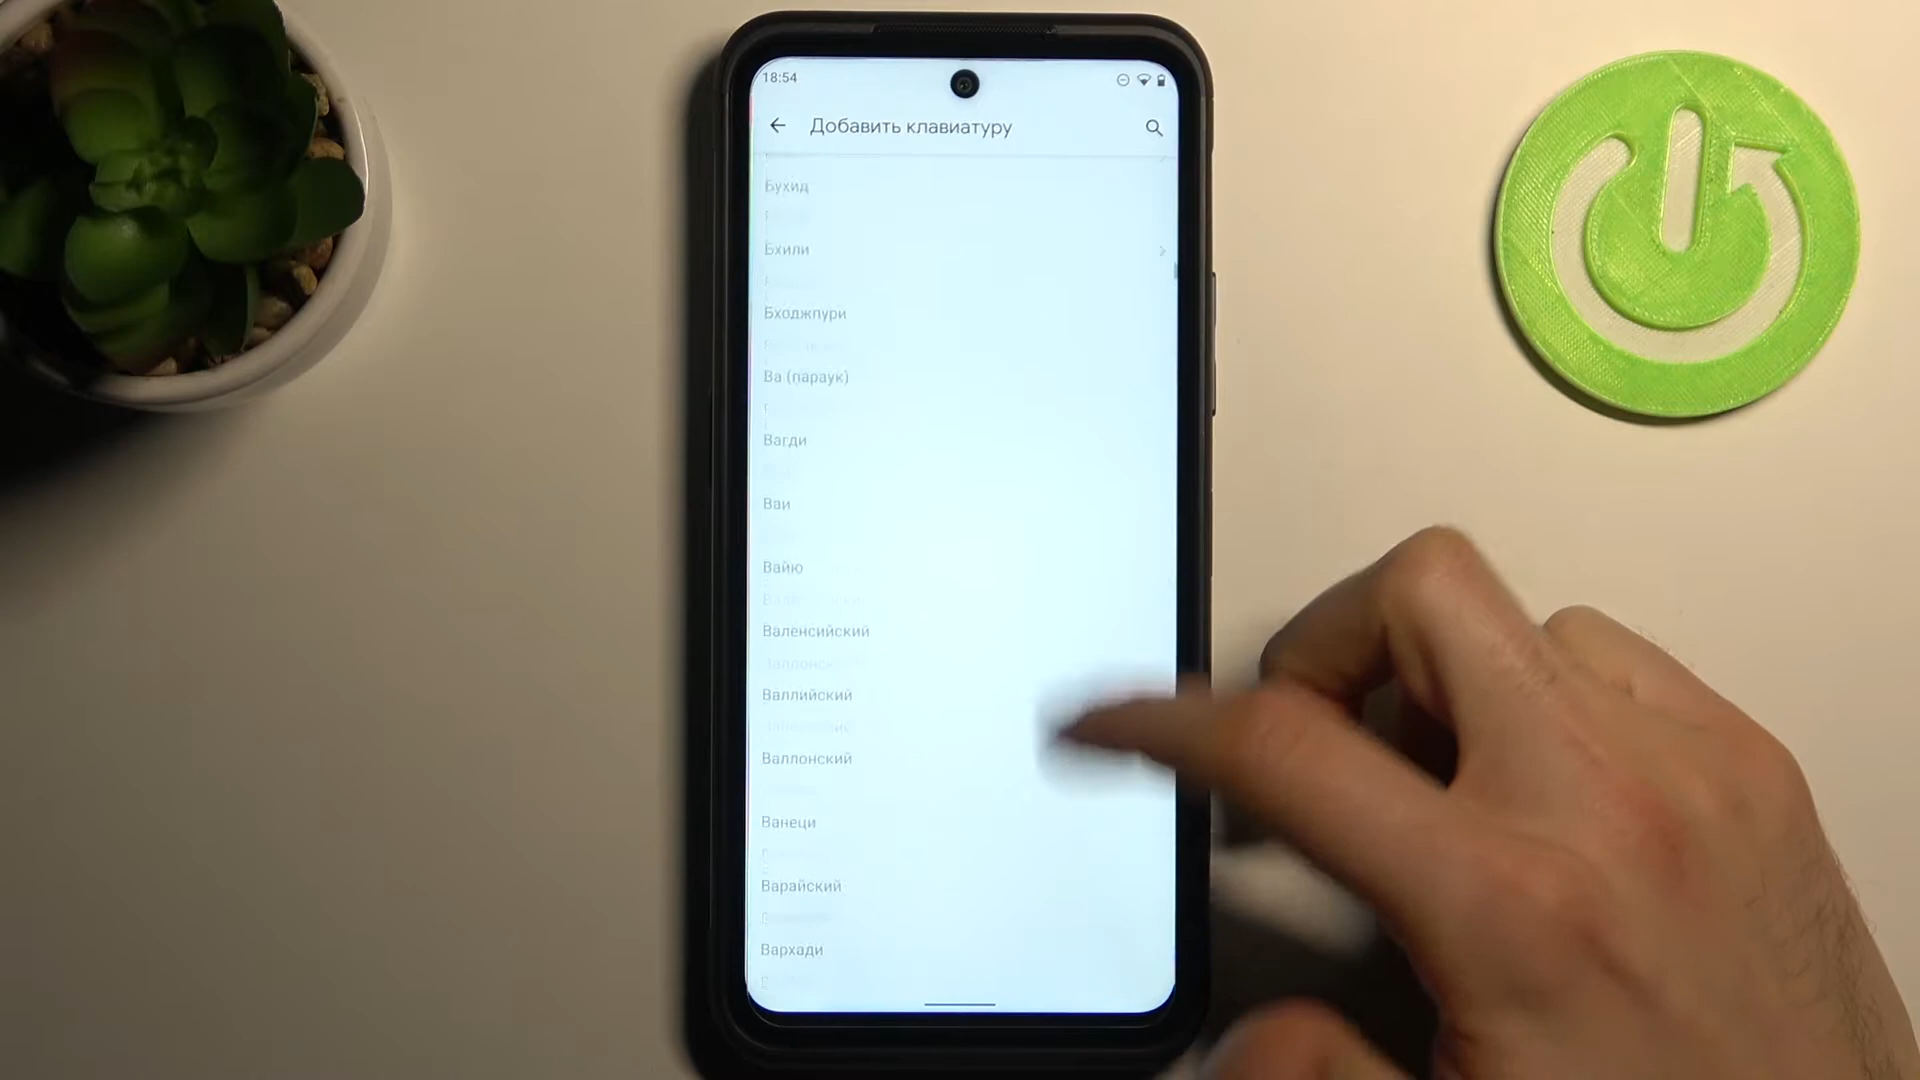 18:54
Добавить клавиатуру
Бухид
Бхили
Бходжпури
Ва (параук)
Вагди
Ваи
Вайю
Валенсийский
Валлийский
Валлонский
Ванеци
Варайский
Вархади